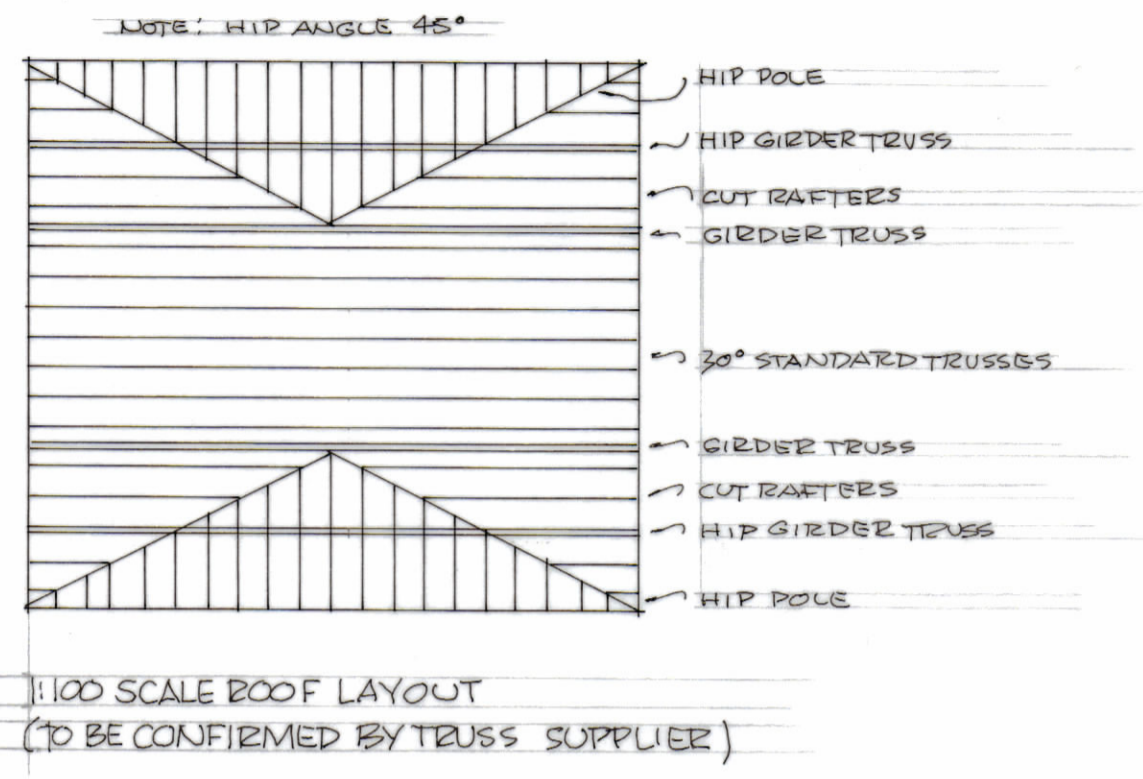 NOTE: HIP ANGLE 45°
HIP POLE
HIP GIRDER TRUSS
CUT RAFTERS
GIRDER TRUSS
30° STANDARD TRUSSES
GIRDER TRUSS
CUT RAFTERS
HIP GIRDER TRUSS
HIP POLE
1:100 SCALE ROOF LAYOUT
(TO BE CONFIRMED BY TRUSS SUPPLIER)